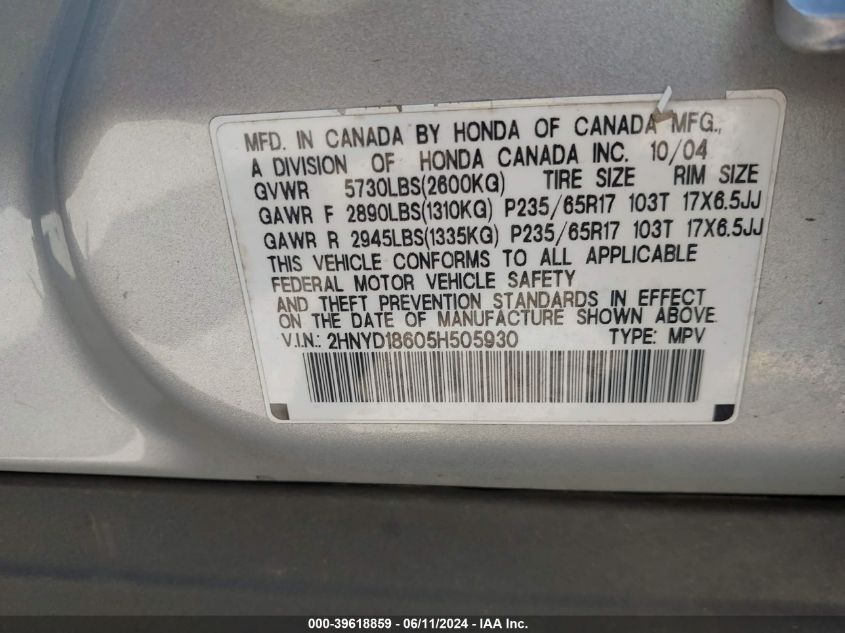 MFD. IN CANADA BY HONDA OF CANADA MFG.,
A DIVISION OF HONDA CANADA INC. 10/04
GVWR 5730LBS(2600KG) TIRE SIZE RIM SIZE
GAWR F 2890LBS(1310KG) P235/65R17 103T 17X6.5JJ
GAWR R 2945LBS(1335KG) P235/65R17 103T 17X6.5JJ
THIS VEHICLE CONFORMS TO ALL APPLICABLE
FEDERAL MOTOR VEHICLE SAFETY
AND THEFT PREVENTION STANDARDS IN EFFECT
ON THE DATE OF MANUFACTURE SHOWN ABOVE.
V.I.N.: 2HNYD18605H505930 TYPE: MPV
000-39618859 - 06/11/2024 - IAAI.COM